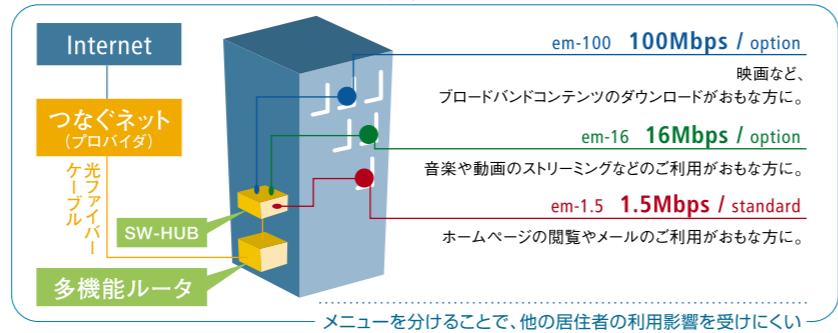 Internet
つなぐネット
(プロバイダ)
光ファイバー
ケーブル
SW-HUB
多機能ルータ
em-100 100Mbps / option
映画など、
ブロードバンドコンテンツのダウンロードがおもな方に。
em-16 16Mbps / option
音楽や動画のストリーミングなどのご利用がおもな方に。
em-1.5 1.5Mbps / standard
ホームページの閲覧やメールのご利用がおもな方に。
メニューを分けることで、他の居住者の利用影響を受けにくい